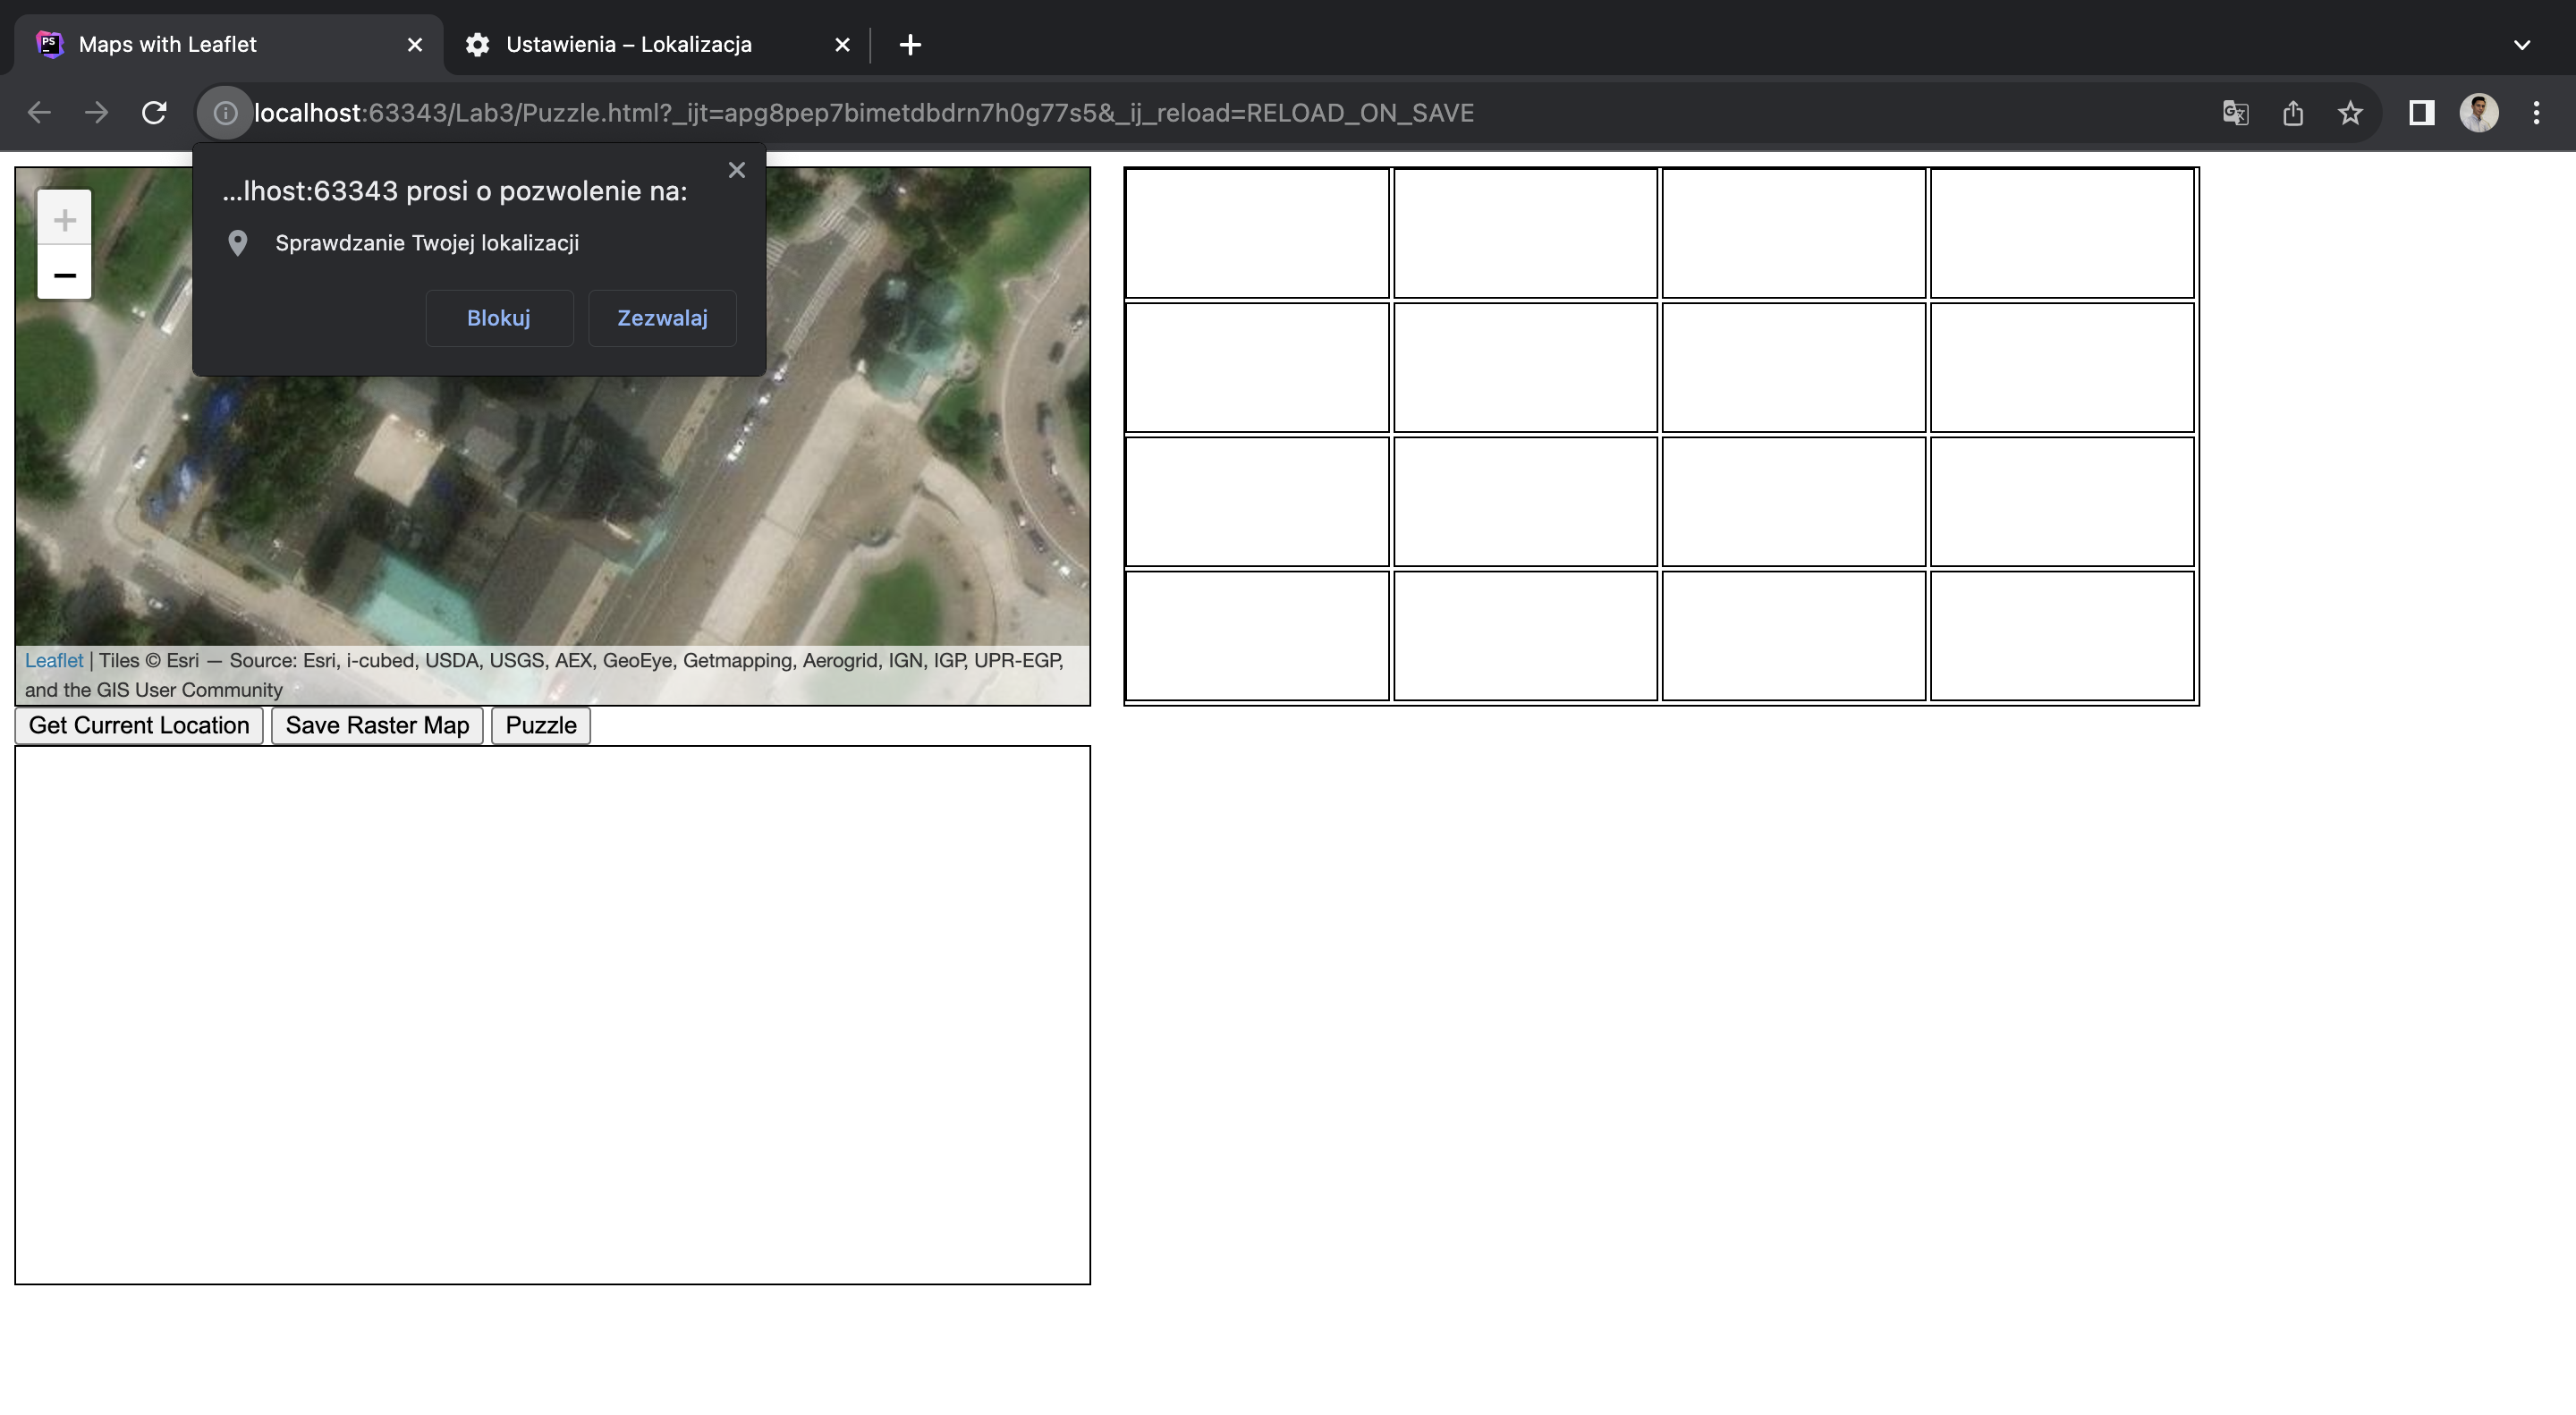 Maps with Leaflet
Ustawienia – Lokalizacja
localhost:63343/Lab3/Puzzle.html?_ijt=apg8pep7bimetdbdrn7h0g77s5&_ij_reload=RELOAD_ON_SAVE
...lhost:63343 prosi o pozwolenie na:
Sprawdzanie Twojej lokalizacji
Blokuj
Zezwalaj
+
−
Leaflet | Tiles © Esri — Source: Esri, i-cubed, USDA, USGS, AEX, GeoEye, Getmapping, Aerogrid, IGN, IGP, UPR-EGP,
and the GIS User Community
Get Current Location
Save Raster Map
Puzzle